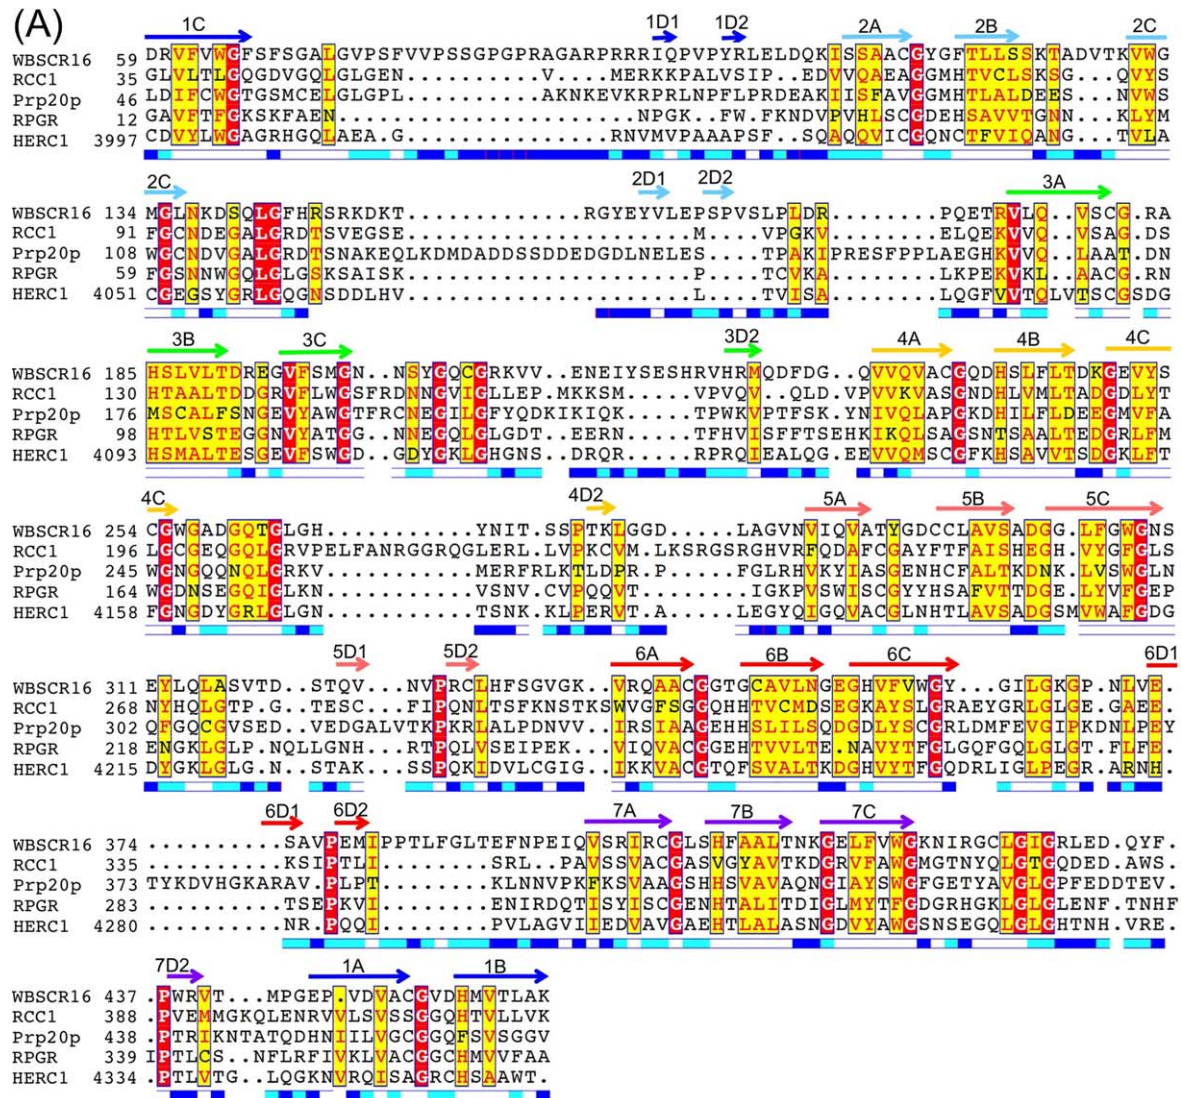 (A)
1C 1D1 1D2 2A 2B 2C
WBSCR16 59 DRVFVWGFSFSGALGVPSFVVPSSGPGPRAGARPRRRIQPVPYRLELDQKISSAACGYGFTLLSSKTADVTKVWG
RCC1 35 GLVLTLGQGDVGQLGLGEN..........V....MERKKPALVSIP...EDVVQAEAGGMHTVCLSKSG...QVYS
Prp20p 46 LDIFCWGTGSMCELGLGPL..........AKNKEVKRPRLNPFLPRDEAKIISFAVGGMHTLALDEES...NVWS
RPGR 12 GAVFTFGKSKFAEN................NPGK...FW.FKNDVPVHLSCGDEHSAVVTGN...NKLYM
HERC1 3997 CDVYLWGAGRHGQLAEA.G...........RNVMVPAAAPSF...SQAQQVICGQNCTFVIQANG...TVLA
2C 2D1 2D2 3A
WBSCR16 134 MGLNKDSQLGFHRSRKDKT.............RGYEYVLEPSPVSLPLDR........PQETRVLQ..VSCG.RA
RCC1 91 FGCNDEGALGRDTSVEGSE......................M....VPGKV........ELQEKVVQ..VSAG.DS
Prp20p 108 WGCNDVGALGRDTSNAKEQLKDMDADDSSDDEDGDLNELES....TPAKIPRESFPPLAEGHKVVQ..LAAT.DN
RPGR 59 FGSNNWGQLGLGSKSAISK......................P....TCVKA........LKPEKVKL..AACG.RN
HERC1 4051 CGEGSYGRLGQGNSDDLHV......................L....TVISA........LQGFVVTQLVTSCGSDG
3B 3C 3D2 4A 4B 4C
WBSCR16 185 HSLVLTDREGVFSMGN..NSYGQCGRKVV...ENEIYSESHRVHRMQDFDG..QVVQVACGQDHSLFLTDKGEVYS
RCC1 130 HTAALTDDGRVFLWGSFRDNNGVIGLLEP.MKKSM.....VPVQV..QLD.VPVVKVASGNDHLVMLTADGDLYT
Prp20p 176 MSCALFSNGEVYAWGTFRCNEGILGFYQDKIKIQK.....TPWKVPTFSK.YNIVQLAPGKDHILFLDEEGMVFA
RPGR 98 HTLVSTEGGNVYATGG..NNEGQLGLGDT..EERN.....TFHVISFFTSEHKIKQLSAGSNTSAALTEDGRLFM
HERC1 4093 HSMALTESGEVFSWGD..GDYGKLGHGNS..DRQR.....RPRQIEALQG.EEVVQMSCGFKHSAVVTSDGKLFT
4C 4D2 5A 5B 5C
WBSCR16 254 CGWGADGQTGLGH...........YNIT.SSPTKLGGD.....LAGVNVIQVATYGDCCLAVSADGG.LFGWGNS
RCC1 196 LGCGEQGQLGRVPELFANRGGRQGLERL.LVPKCVM.LKSRGSRGHVRFQDAFCGAYFTFAISHEGH.VYGFGLS
Prp20p 245 WGNGQQNQLGRKV...........MERFRLKTLDPR.P.....FGLRHVKYIASGENHCFALTKDNK.LVSWGLN
RPGR 164 WGDNSEGQIGLKN...........VSNV.CVPQQVT.......IGKPVSWISCGYYHSAFVTTDGE.LYVFGEP
HERC1 4158 FGNGDYGRLGLGN...........TSNK.KLPERVT.A.....LEGYQIGQVACGLNHTLAVSADGSMVWAFGDG
5D1 5D2 6A 6B 6C 6D1
WBSCR16 311 EYLQLASVTD..STQV...NVPRCLHFSGVGK..VRQAACGGTGCAVLNGEGHVFVWGY...GILGKGP.NLVE.
RCC1 268 NYHQLGTPG.TESC...FIPQNLTSFKNSTKSWVGFSGGQHHTVCMDSEGKAYSLGRAEYGRLGLGE.GAEE.
Prp20p 302 QFGQCGVSED..VEDGALVTKPKRLALPDNVV..IRSIAAGEHHSLILSQDGDLYSCGRLDMFEVGIPKDNLPEY
RPGR 218 ENGKLGLP.NQLLGNH...RTPQLVSEIPEK...VIQVACGGEHTVVLTE.NAVYTFGLGQFGQLGLGT.FLFE.
HERC1 4215 DYGKLGLG.N..STAK...SSPQKIDVLCGIG..IKKVACGTQFSVALTKDGHVYTFGQDRLIGLPEGR.ARNH.
6D1 6D2 7A 7B 7C
WBSCR16 374 ..........SAVPEMIPPTLFGLTEFNPEIQVSRIRCGLSHFAALTNKGELFVWGKNIRGCLGIGRLED.QYF.
RCC1 335 ..........KSIPTLI.........SRL..PAVSSVACGASVGYAVTKDGRVFAWGMGTNYQLGTGQDED.AWS.
Prp20p 373 TYKDVHGKARAV.PLPT.........KLNNVPKFKSVAAGSHHSVAVAQNGIAYSWGFGETYAVGLGPFEDDTEV.
RPGR 283 ..........TSEPKVI.........ENIRDQTISYISCGENHTALITDIGLMYTFGDGRHGKLGLGLENF.TNHF
HERC1 4280 ..........NR.PQQI.........PVLAGVIIEDVAVGAEHTLALASNGDVYAWGSNSEGQLGLGHTNH.VRE.
7D2 1A 1B
WBSCR16 437 .PWRVT...MPGEP.VDVACGVDHMVTLAK
RCC1 388 .PVEMMGKQLENRVVLSVSSGGQHTVLLVK
Prp20p 438 .PTRIKNTATQDHNIILVGCGGQFSVSGGV
RPGR 339 IPTLCS..NFLRFIVKLVACGGCHMVVFAA
HERC1 4334 .PTLVTG..LQGKNVRQISAGRCHSAAWT.